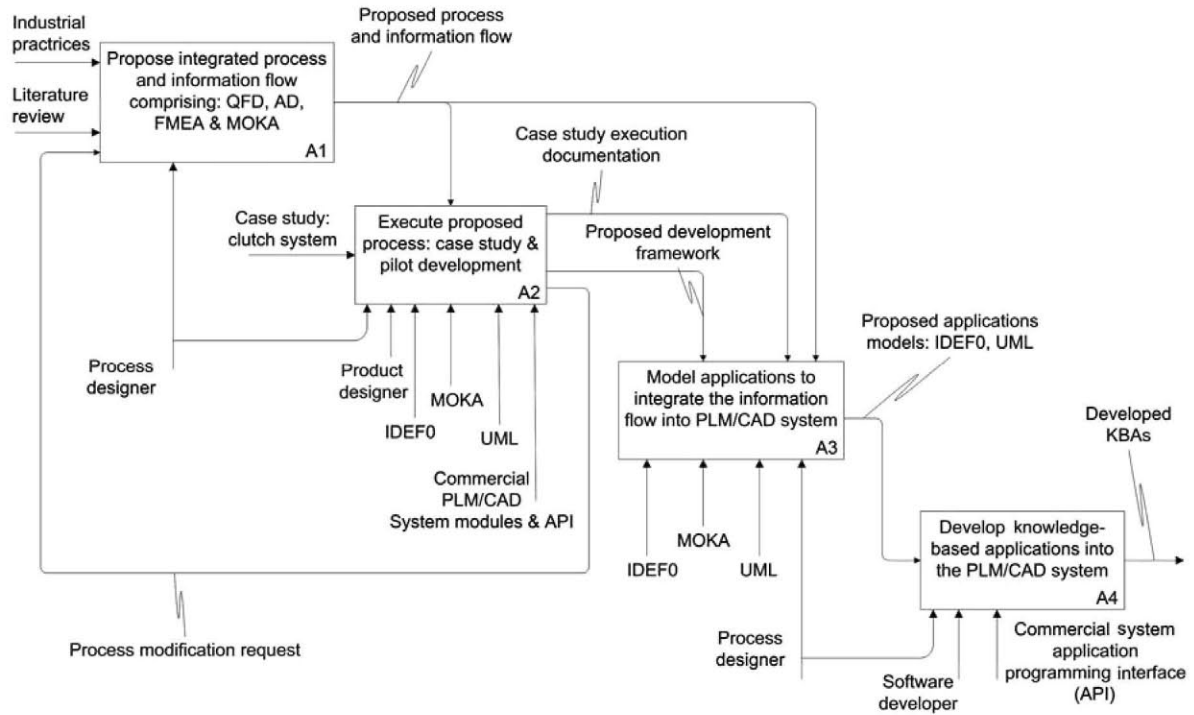 Industrial
practrices
Literature
review
Propose integrated process
and information flow
comprising: QFD, AD,
FMEA & MOKA
A1
Proposed process
and information flow
Case study execution
documentation
Case study:
clutch system
Execute proposed
process: case study &
pilot development
A2
Proposed development
framework
Process
designer
Product
designer
IDEF0
MOKA
UML
Commercial
PLM/CAD
System modules & API
Proposed applications
models: IDEF0, UML
Model applications to
integrate the information
flow into PLM/CAD system
A3
Developed
KBAs
IDEF0
MOKA
UML
Develop knowledge-
based applications into
the PLM/CAD system
A4
Process modification request
Process
designer
Software
developer
Commercial system
application
programming interface
(API)